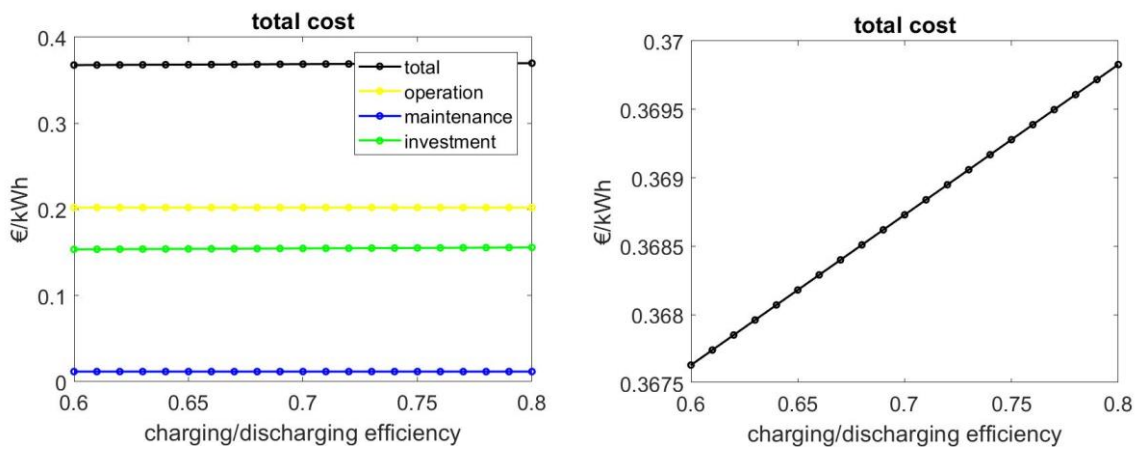 total cost
0.4
0.3
0.2
0.1
0
€/kWh
total
operation
maintenance
investment
0.6
0.65
0.7
0.75
0.8
charging/discharging efficiency
total cost
0.37
0.3695
0.369
0.3685
0.368
0.3675
€/kWh
0.6
0.65
0.7
0.75
0.8
charging/discharging efficiency